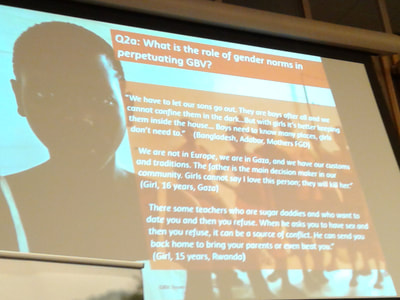 Q2a: What is the role of gender norms in
perpetuating GBV?
"We have to let our sons go out. They are boys after all and we
cannot confine them in the dark...But with girls it's better keeping
them inside the house... Boys need to know many places, girls
don't need to." (Bangladesh, Adabor, Mothers FGD)
We are not in Europe, we are in Gaza, and we have our customs
and traditions. The father is the main decision maker in our
community. Girls cannot say I love this person; they will kill her."
(Girl, 16 years, Gaza)
There some teachers who are sugar daddies and who want to
date you and then you refuse. When he asks you to have sex and
then you refuse, it can be a source of conflict. He can send you
back home to bring your parents or even beat you."
(Girl, 15 years, Rwanda)